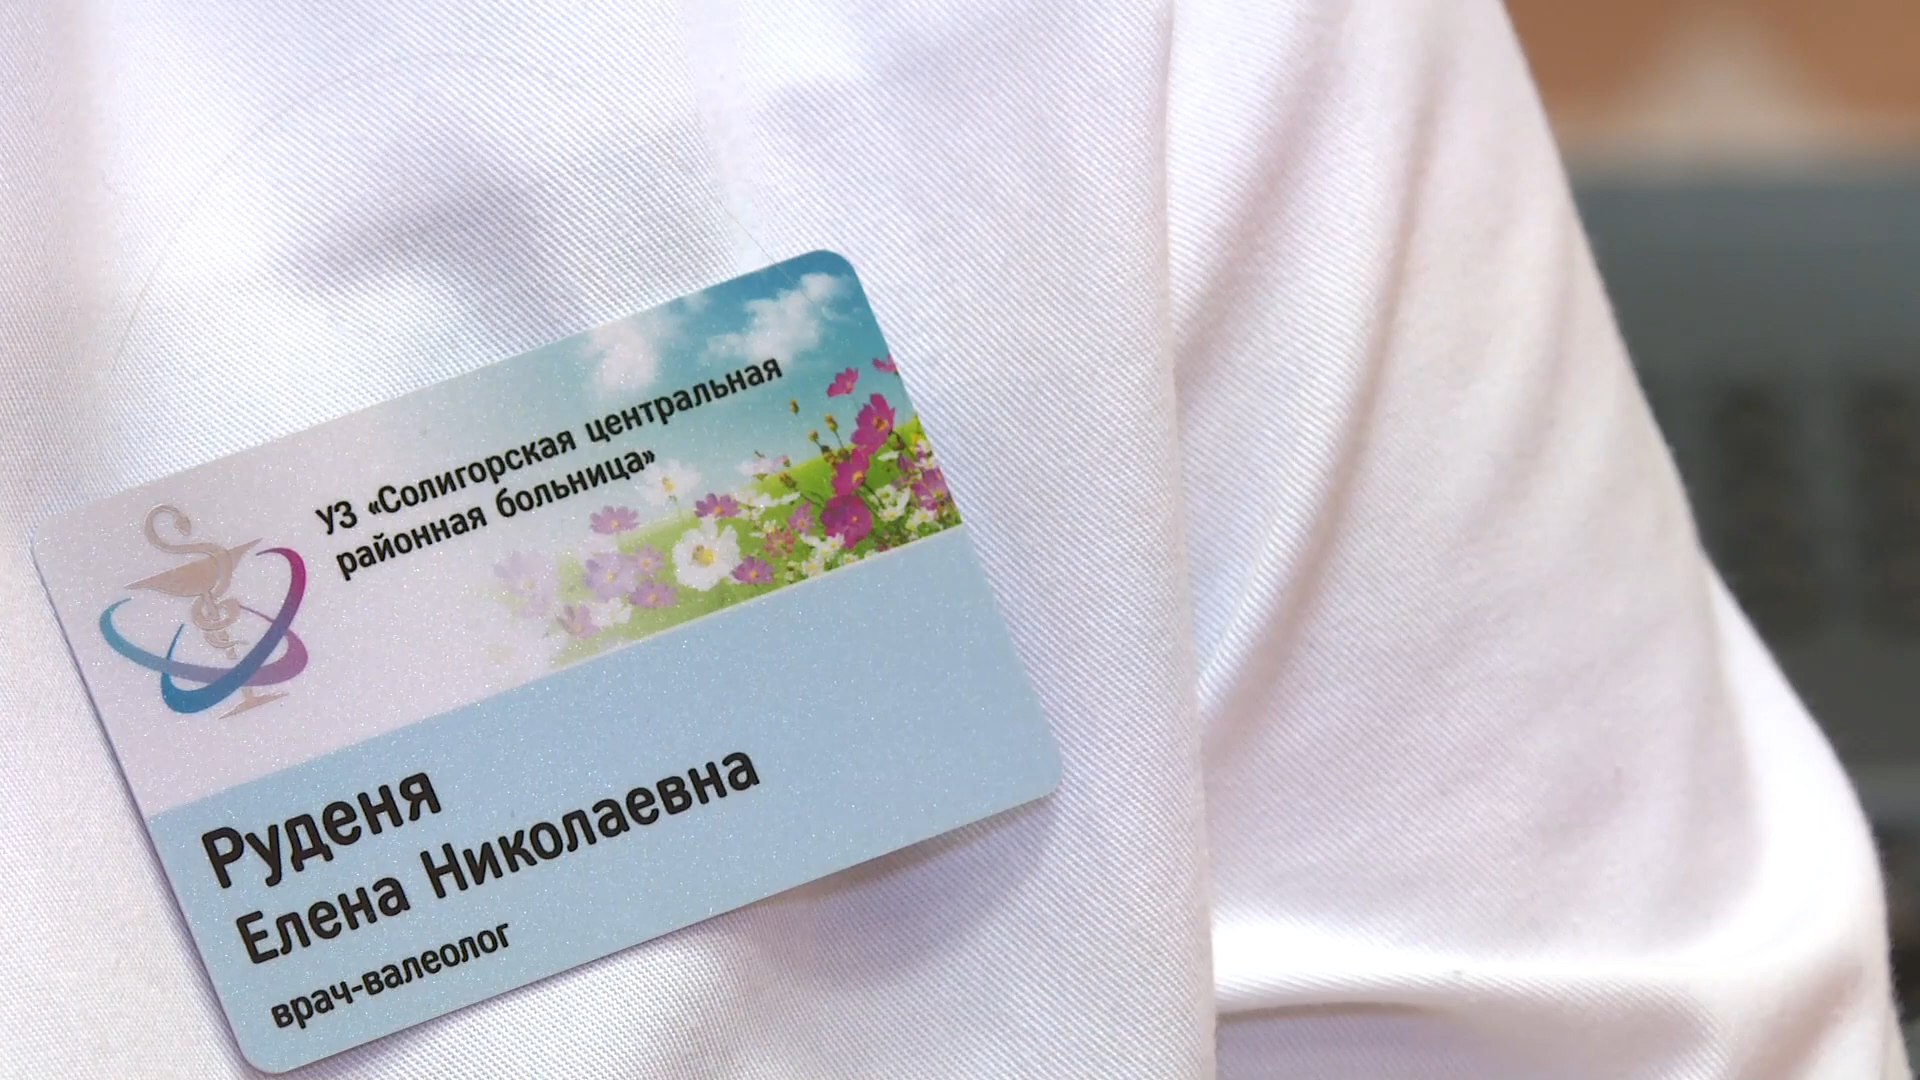 УЗ «Солигорская центральная
районная больница»
Руденя
Елена Николаевна
врач-валеолог